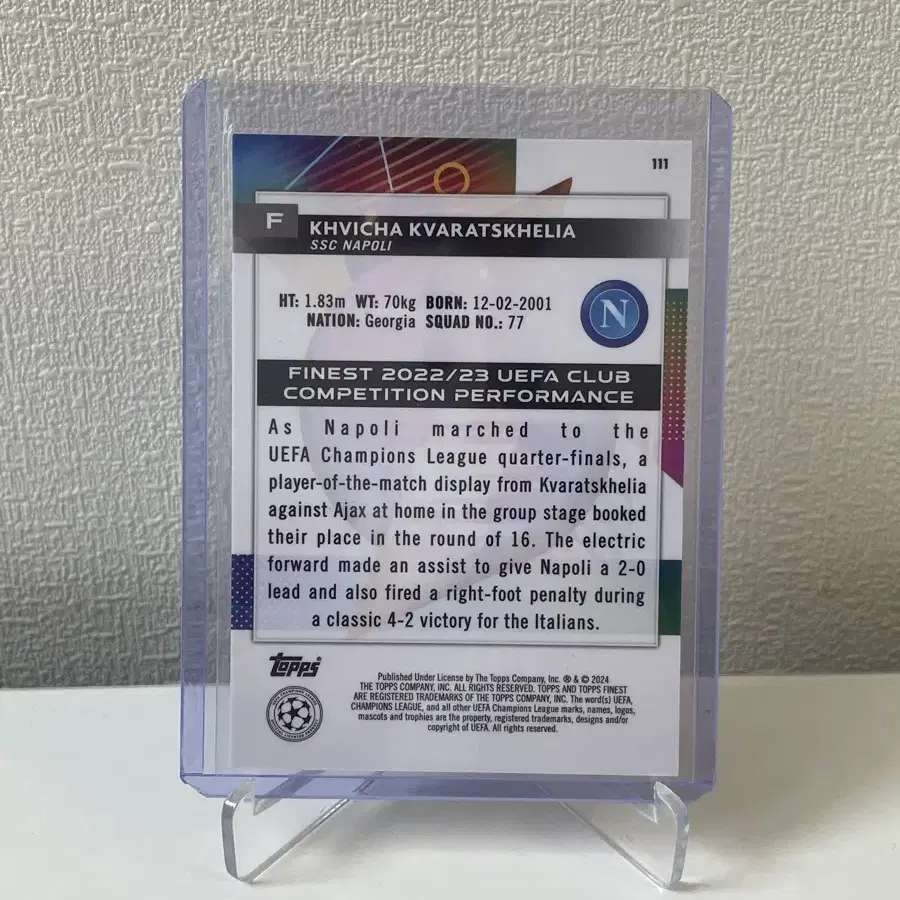 111
F
KHVICHA KVARATSKHELIA
SSC NAPOLI
HT: 1.83m WT: 70kg BORN: 12-02-2001
NATION: Georgia SQUAD NO.: 77
N
FINEST 2022/23 UEFA CLUB
COMPETITION PERFORMANCE
As Napoli marched to the
UEFA Champions League quarter-finals, a
player-of-the-match display from Kvaratskhelia
against Ajax at home in the group stage booked
their place in the round of 16. The electric
forward made an assist to give Napoli a 2-0
lead and also fired a right-foot penalty during
a classic 4-2 victory for the Italians.
topps
Published Under License by The Topps Company, Inc. ® & © 2024
THE TOPPS COMPANY, INC. ALL RIGHTS RESERVED. TOPPS AND TOPPS FINEST
ARE REGISTERED TRADEMARKS OF THE TOPPS COMPANY, INC. The word(s) UEFA,
CHAMPIONS LEAGUE, and all other UEFA Champions League marks, names, logos,
mascots and trophies are the property, registered trademarks, designs and/or
copyright of UEFA. All rights reserved.